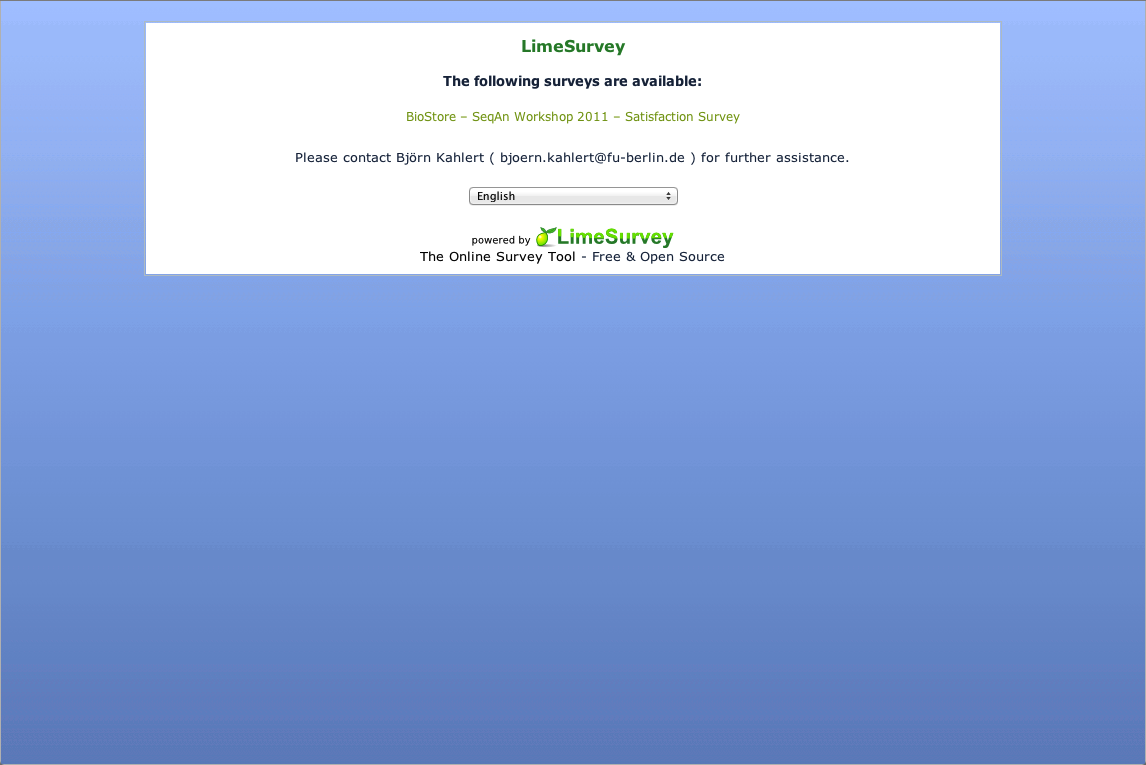 LimeSurvey
The following surveys are available:
BioStore – SeqAn Workshop 2011 – Satisfaction Survey
Please contact Björn Kahlert ( bjoern.kahlert@fu-berlin.de ) for further assistance.
English
powered by LimeSurvey
The Online Survey Tool - Free & Open Source